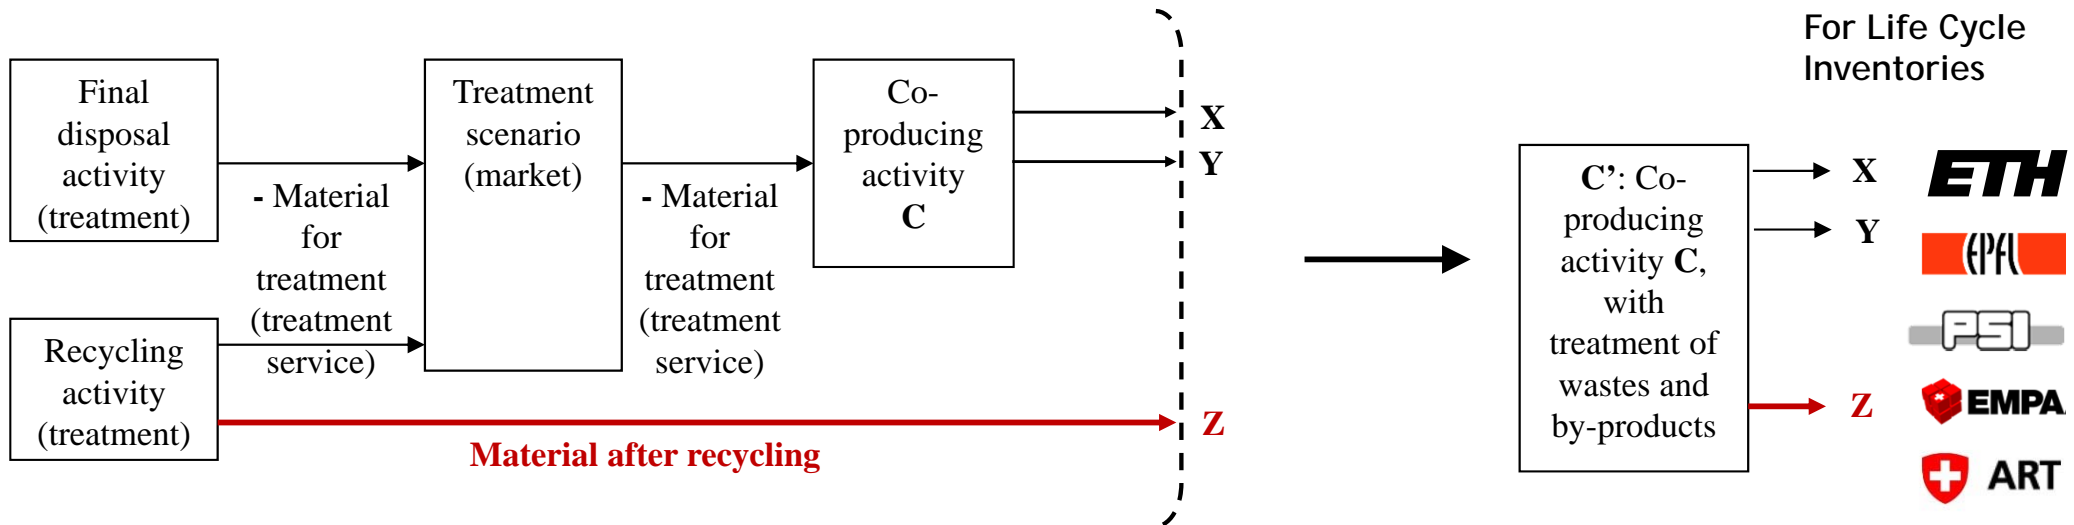 For Life Cycle
Inventories
Final
disposal
activity
(treatment)
- Material
for
treatment
(treatment
service)
Treatment
scenario
(market)
- Material
for
treatment
(treatment
service)
Co-
producing
activity
C
X
Y
Recycling
activity
(treatment)
Material after recycling
Z
C’: Co-
producing
activity C,
with
treatment of
wastes and
by-products
X
Y
Z
ETH
EPFL
PSI
EMPA
ART